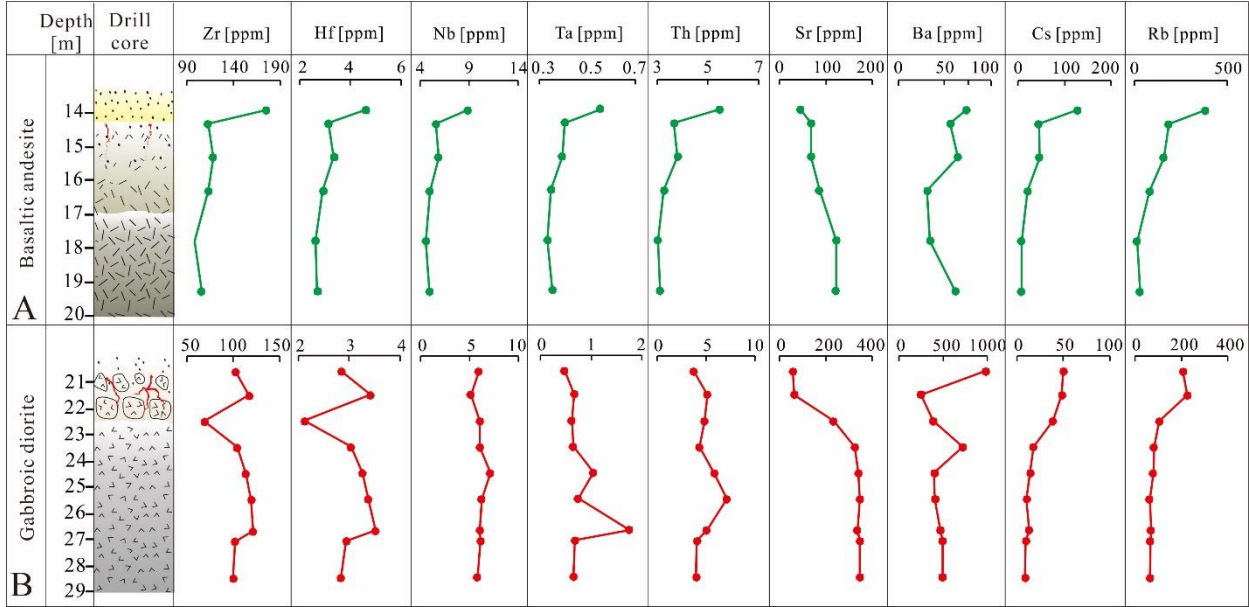 Depth [m] Drill core Zr [ppm] Hf [ppm] Nb [ppm] Ta [ppm] Th [ppm] Sr [ppm] Ba [ppm] Cs [ppm] Rb [ppm]
90 140 190 2 4 6 4 9 14 0.3 0.5 0.7 3 5 7 0 100 200 0 50 100 0 100 200 0 500
Basaltic andesite
14
15
16
17
18
19
20
A
50 100 150 2 3 4 0 5 10 0 1 2 0 5 10 0 200 400 0 500 1000 0 50 100 0 200 400
Gabbroic diorite
21
22
23
24
25
26
27
28
29
B